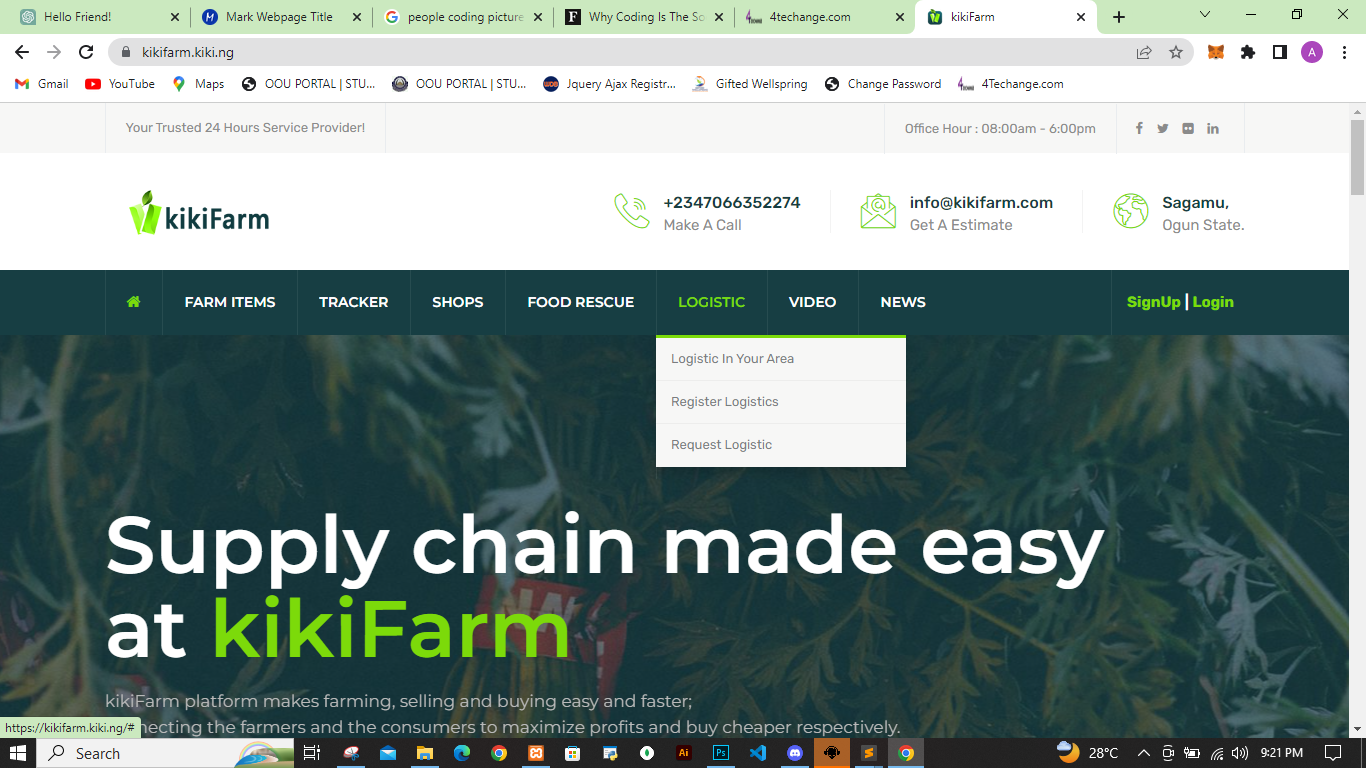 Hello Friend!
Mark Webpage Title
people coding picture
Why Coding Is The So
4techange.com
kikiFarm
kikifarm.kiki.ng
A
Gmail
YouTube
Maps
OOU PORTAL | STU...
OOU PORTAL | STU...
Jquery Ajax Registr...
Gifted Wellspring
Change Password
4Techange.com
Your Trusted 24 Hours Service Provider!
Office Hour : 08:00am - 6:00pm
kikiFarm
+2347066352274
Make A Call
info@kikifarm.com
Get A Estimate
Sagamu,
Ogun State.
FARM ITEMS
TRACKER
SHOPS
FOOD RESCUE
LOGISTIC
VIDEO
NEWS
SignUp | Login
Logistic In Your Area
Register Logistics
Request Logistic
Supply chain made easy
at kikiFarm
kikiFarm platform makes farming, selling and buying easy and faster;
the farmers and the consumers to maximize profits and buy cheaper respectively.
https://kikifarm.kiki.ng/#
Search
Ai
Ps
28°C
9:21 PM